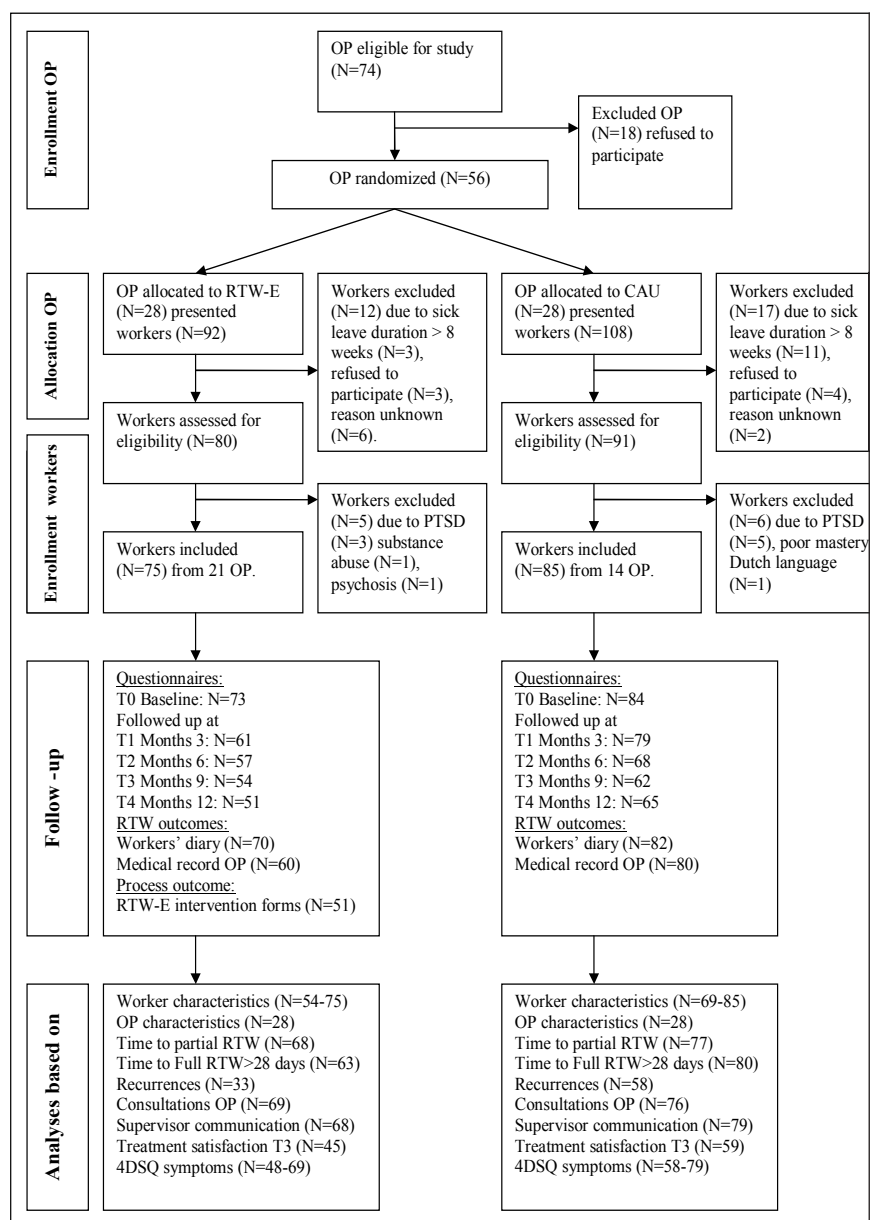 Enrollment OP
OP eligible for study
(N=74)
Excluded OP
(N=18) refused to
participate
OP randomized (N=56)
Allocation OP
OP allocated to RTW-E
(N=28) presented
workers (N=92)
Workers excluded
(N=12) due to sick
leave duration > 8
weeks (N=3),
refused to
participate (N=3),
reason unknown
(N=6).
OP allocated to CAU
(N=28) presented
workers (N=108)
Workers excluded
(N=17) due to sick
leave duration > 8
weeks (N=11),
refused to
participate (N=4),
reason unknown
(N=2)
Workers assessed for
eligibility (N=80)
Workers assessed for
eligibility (N=91)
Enrollment workers
Workers excluded
(N=5) due to PTSD
(N=3) substance
abuse (N=1),
psychosis (N=1)
Workers excluded
(N=6) due to PTSD
(N=5), poor mastery
Dutch language
(N=1)
Workers included
(N=75) from 21 OP.
Workers included
(N=85) from 14 OP.
Follow -up
Questionnaires:
T0 Baseline: N=73
Followed up at
T1 Months 3: N=61
T2 Months 6: N=57
T3 Months 9: N=54
T4 Months 12: N=51
RTW outcomes:
Workers’ diary (N=70)
Medical record OP (N=60)
Process outcome:
RTW-E intervention forms (N=51)
Questionnaires:
T0 Baseline: N=84
Followed up at
T1 Months 3: N=79
T2 Months 6: N=68
T3 Months 9: N=62
T4 Months 12: N=65
RTW outcomes:
Workers’ diary (N=82)
Medical record OP (N=80)
Analyses based on
Worker characteristics (N=54-75)
OP characteristics (N=28)
Time to partial RTW (N=68)
Time to Full RTW>28 days (N=63)
Recurrences (N=33)
Consultations OP (N=69)
Supervisor communication (N=68)
Treatment satisfaction T3 (N=45)
4DSQ symptoms (N=48-69)
Worker characteristics (N=69-85)
OP characteristics (N=28)
Time to partial RTW (N=77)
Time to Full RTW>28 days (N=80)
Recurrences (N=58)
Consultations OP (N=76)
Supervisor communication (N=79)
Treatment satisfaction T3 (N=59)
4DSQ symptoms (N=58-79)